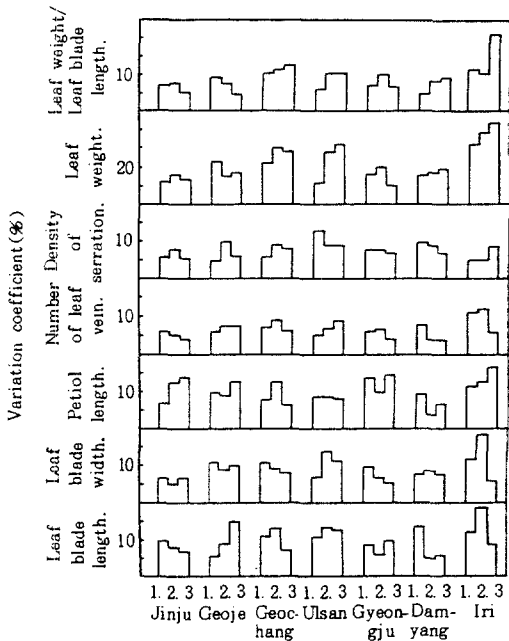 Variation coefficient(%)
Leaf weight/
Leaf blade
length.
10
Leaf
weight.
20
Density
of
serration.
10
Number
of leaf
vein.
10
Petiol
length.
10
Leaf
blade
width.
10
Leaf
blade
length.
10
1. 2. 3 1. 2. 3 1. 2. 3 1. 2. 3 1. 2. 3 1. 2. 3 1. 2. 3
Jinju Geoje Geoc- Ulsan Gyeon- Dam- Iri
hang gju yang